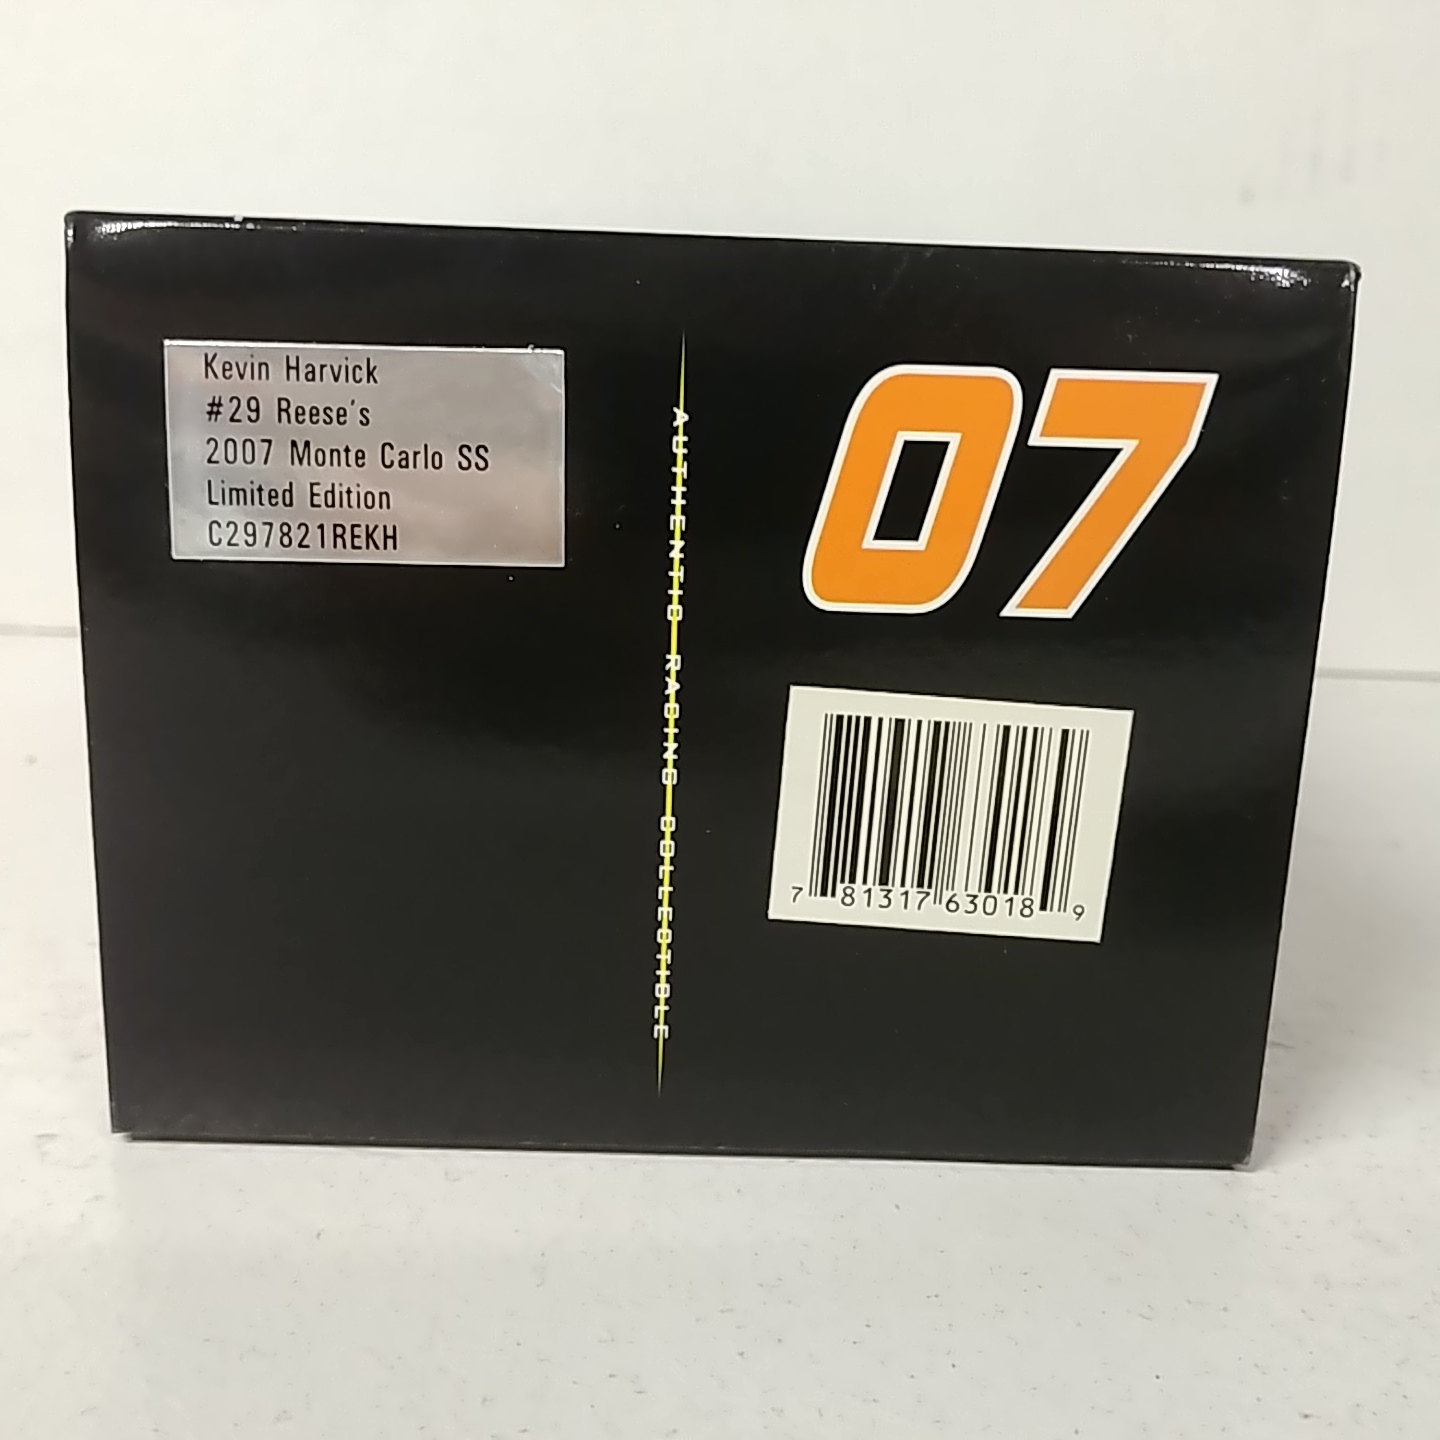 Kevin Harvick
#29 Reese's
2007 Monte Carlo SS
Limited Edition
C297821REKH
AUTHENTIC RACING COLLECTIBLE
07
7 81317 63018 9